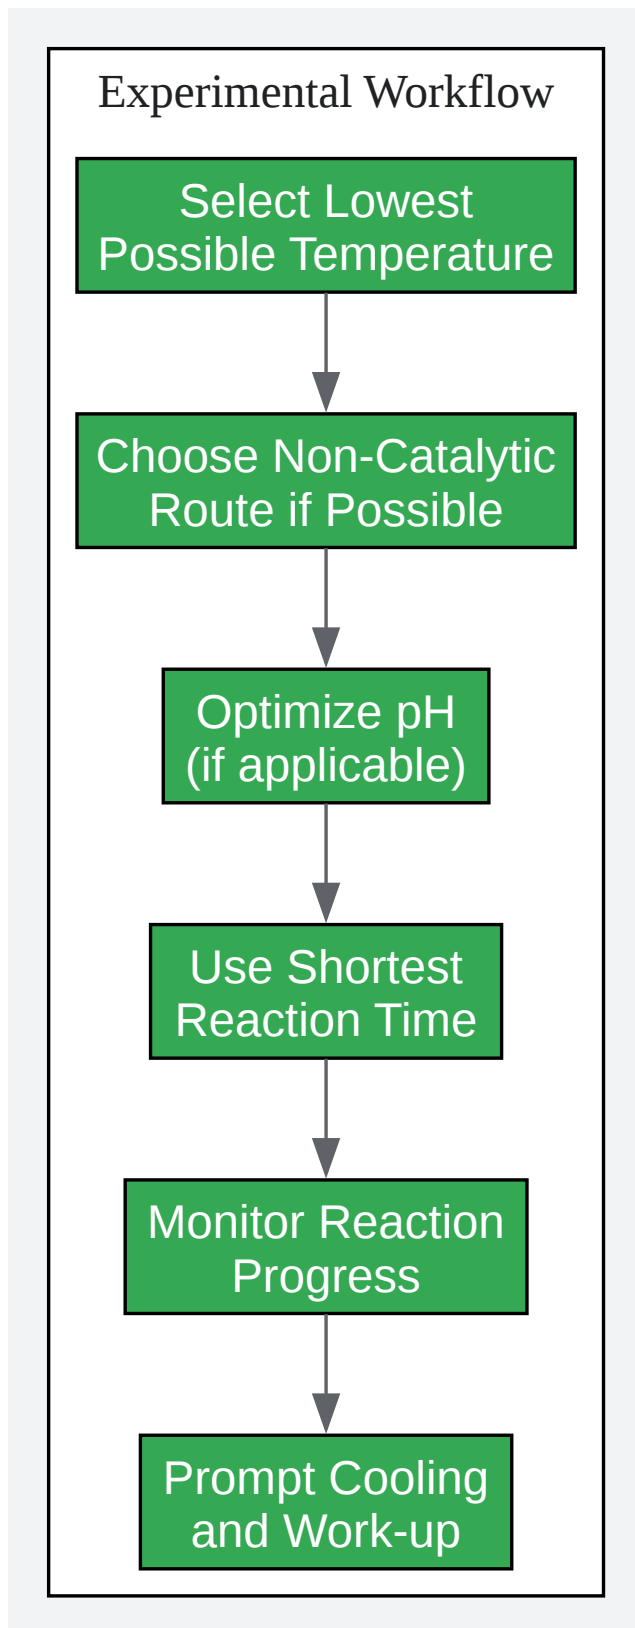 Experimental Workflow
Select Lowest
Possible Temperature
Choose Non-Catalytic
Route if Possible
Optimize pH
(if applicable)
Use Shortest
Reaction Time
Monitor Reaction
Progress
Prompt Cooling
and Work-up